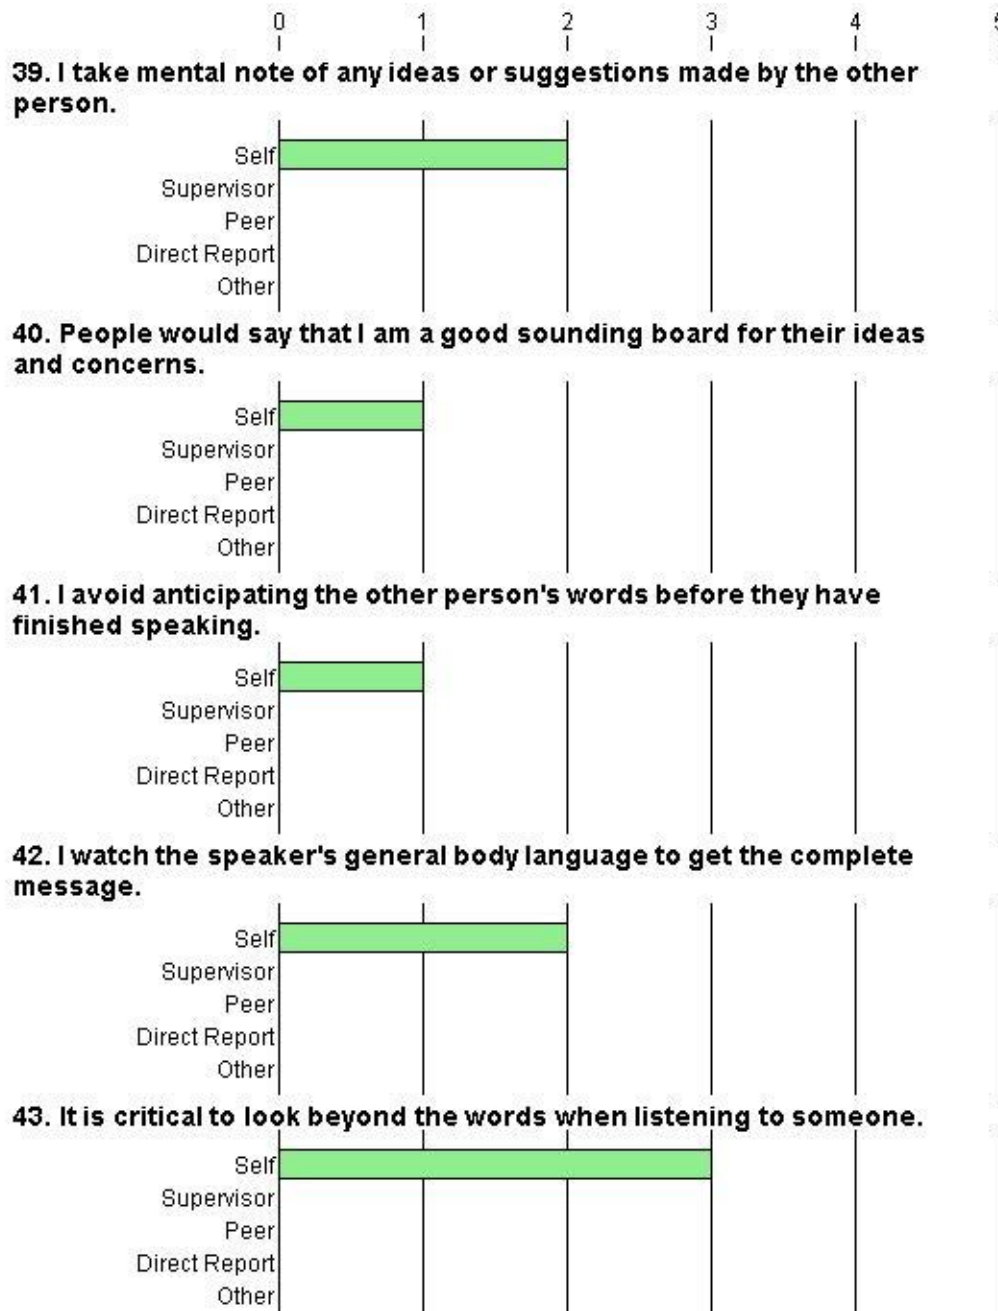 0 1 2 3 4 5
39. I take mental note of any ideas or suggestions made by the other
person.
Self
Supervisor
Peer
Direct Report
Other
40. People would say that I am a good sounding board for their ideas
and concerns.
Self
Supervisor
Peer
Direct Report
Other
41. I avoid anticipating the other person's words before they have
finished speaking.
Self
Supervisor
Peer
Direct Report
Other
42. I watch the speaker's general body language to get the complete
message.
Self
Supervisor
Peer
Direct Report
Other
43. It is critical to look beyond the words when listening to someone.
Self
Supervisor
Peer
Direct Report
Other